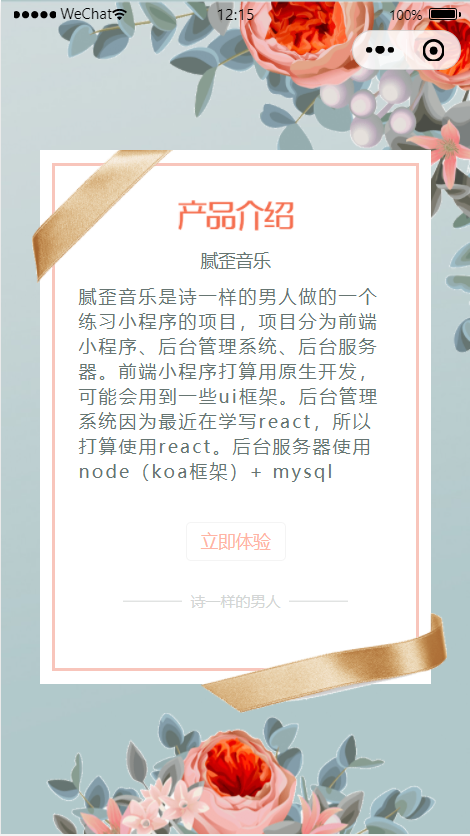 WeChat 12:15 100%
产品介绍
腻歪音乐
腻歪音乐是诗一样的男人做的一个
练习小程序的项目，项目分为前端
小程序、后台管理系统、后台服务
器。前端小程序打算用原生开发，
可能会用到一些ui框架。后台管理
系统因为最近在学写react，所以
打算使用react。后台服务器使用
node（koa框架）+ mysql
立即体验
诗一样的男人